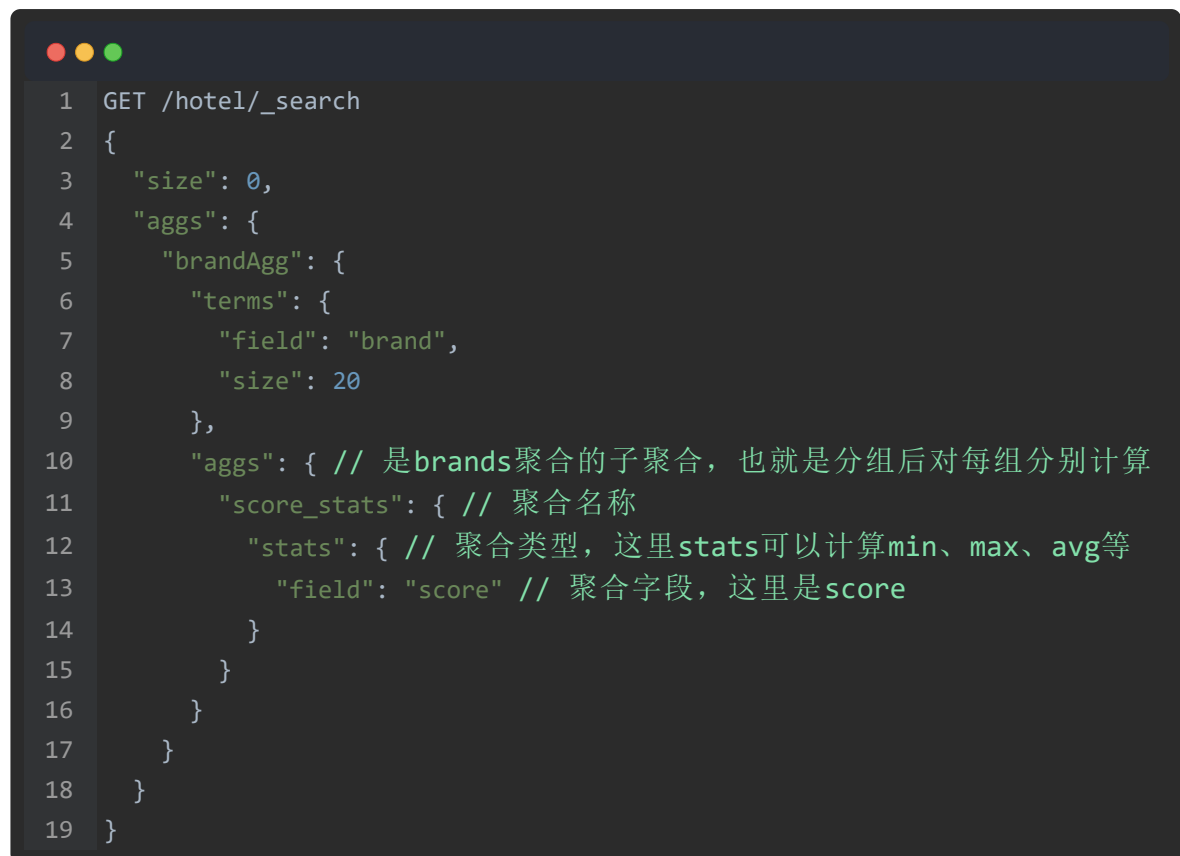 1 GET /hotel/_search
2 {
3   "size": 0,
4   "aggs": {
5     "brandAgg": {
6       "terms": {
7         "field": "brand",
8         "size": 20
9       },
10       "aggs": { // 是brands聚合的子聚合，也就是分组后对每组分别计算
11         "score_stats": { // 聚合名称
12           "stats": { // 聚合类型，这里stats可以计算min、max、avg等
13             "field": "score" // 聚合字段，这里是score
14           }
15         }
16       }
17     }
18   }
19 }